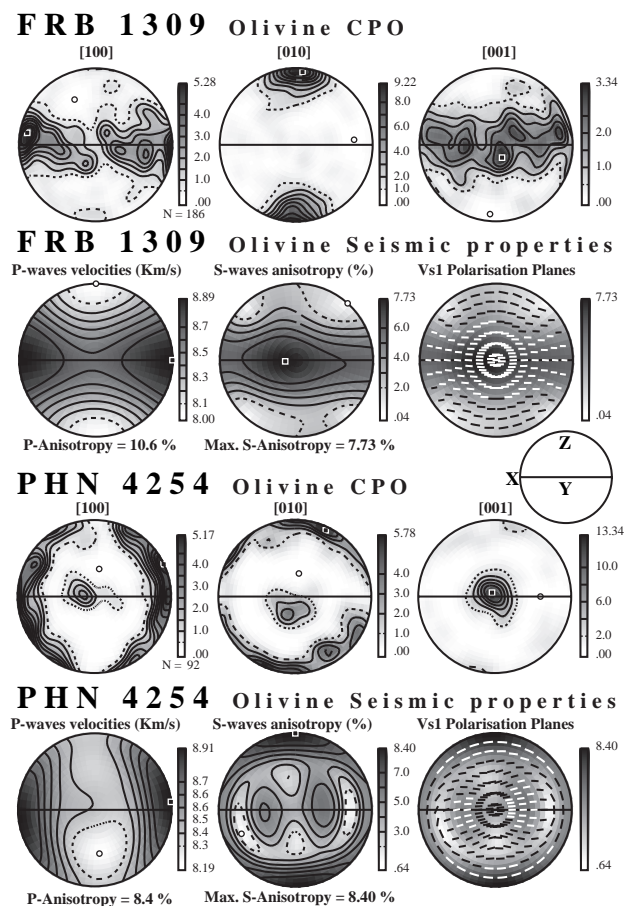 FRB 1309 Olivine CPO
[100] [010] [001]
5.28 9.22 3.34
4.0 8.0
3.0 6.0 2.0
2.0 4.0
1.0 2.0 1.0
1.0
.00 .00 .00
N = 186
FRB 1309 Olivine Seismic properties
P-waves velocities (Km/s) S-waves anisotropy (%) Vs1 Polarisation Planes
8.89 7.73 7.73
8.7 6.0
8.5 4.0
8.3 2.0
8.1
8.00 .04 .04
P-Anisotropy = 10.6 % Max. S-Anisotropy = 7.73 %
Z
X
Y
PHN 4254 Olivine CPO
[100] [010] [001]
5.17 5.78 13.34
4.0 4.0 10.0
3.0 3.0
2.0 2.0 6.0
1.0 1.0 2.0
.00 .00 .00
N = 92
PHN 4254 Olivine Seismic properties
P-waves velocities (Km/s) S-waves anisotropy (%) Vs1 Polarisation Planes
8.91 8.40 8.40
8.7 7.0
8.6
8.6 5.0
8.5
8.4 3.0
8.3
8.19 .64 .64
P-Anisotropy = 8.4 % Max. S-Anisotropy = 8.40 %